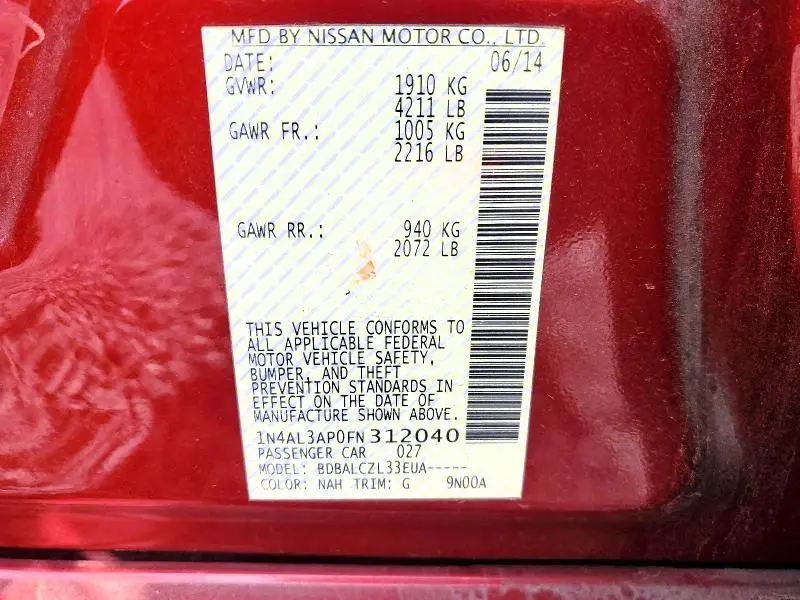 MFD BY NISSAN MOTOR CO., LTD.
DATE: 06/14
GVWR: 1910 KG
4211 LB
GAWR FR.: 1005 KG
2216 LB
GAWR RR.: 940 KG
2072 LB
THIS VEHICLE CONFORMS TO
ALL APPLICABLE FEDERAL
MOTOR VEHICLE SAFETY,
BUMPER, AND THEFT
PREVENTION STANDARDS IN
EFFECT ON THE DATE OF
MANUFACTURE SHOWN ABOVE.
1N4AL3AP0FN312040
PASSENGER CAR 027
MODEL: BDBALCZL33EUA-----
COLOR: NAH TRIM: G 9N00A